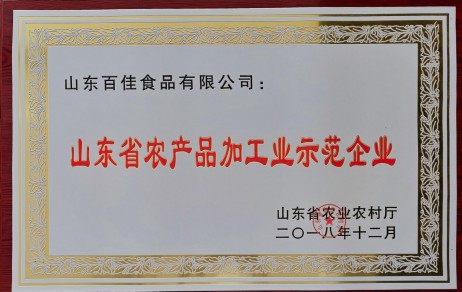 山东百佳食品有限公司：
山东省农产品加工业示范企业
山东省农业农村厅
二〇一八年十二月